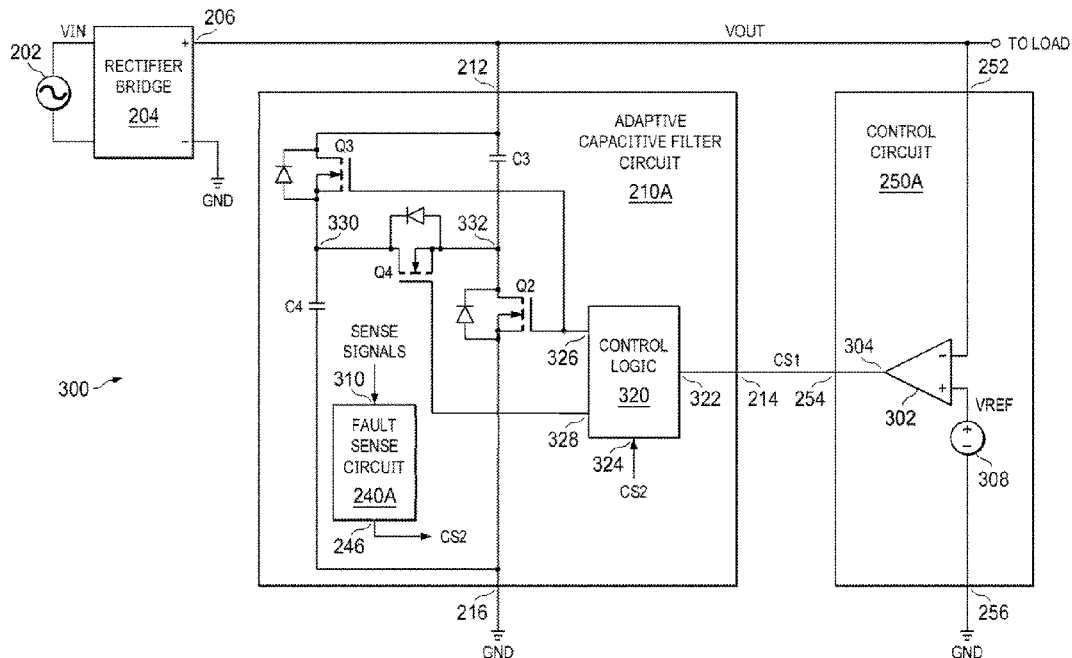 VIN
206
202
+
RECTIFIER
BRIDGE
204
-
GND
VOUT
TO LOAD
212
252
ADAPTIVE
CAPACITIVE FILTER
CIRCUIT
210A
CONTROL
CIRCUIT
250A
Q3
C3
330
332
Q4
Q2
C4
SENSE
SIGNALS
310
FAULT
SENSE
CIRCUIT
240A
246
CS2
326
CONTROL
LOGIC
320
328
324
CS2
322
214
CS1
254
304
-
+
302
VREF
+
-
308
300
216
GND
256
GND